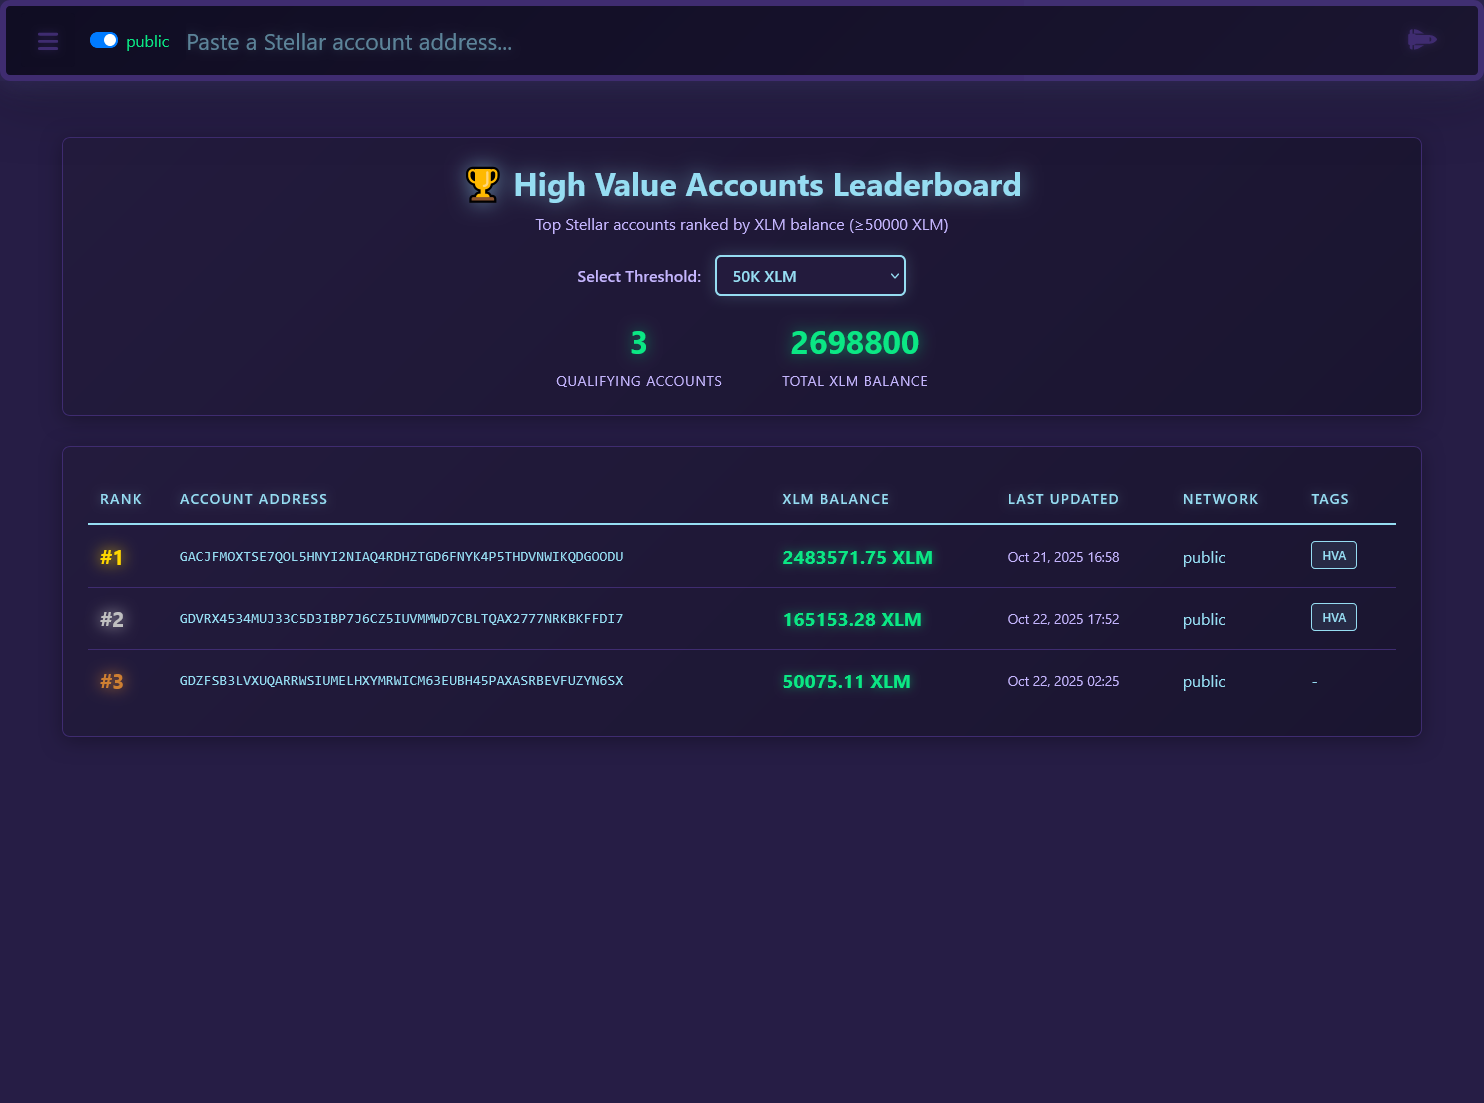 public Paste a Stellar account address...
🏆 High Value Accounts Leaderboard
Top Stellar accounts ranked by XLM balance (≥50000 XLM)
Select Threshold: 50K XLM
3 2698800
QUALIFYING ACCOUNTS TOTAL XLM BALANCE
RANK ACCOUNT ADDRESS XLM BALANCE LAST UPDATED NETWORK TAGS
#1 GACJFMOXTSE7QOL5HNYI2NIAQ4RDHZTGD6FNYK4P5THDVNWIKQDGOODU 2483571.75 XLM Oct 21, 2025 16:58 public HVA
#2 GDVRX4534MUJ33C5D3IBP7J6CZ5IUVMMWD7CBLTQAX2777NRKBKFFDI7 165153.28 XLM Oct 22, 2025 17:52 public HVA
#3 GDZFSB3LVXUQARRWSIUMELHXYMRWICM63EUBH45PAXASRBEVFUZYN6SX 50075.11 XLM Oct 22, 2025 02:25 public -